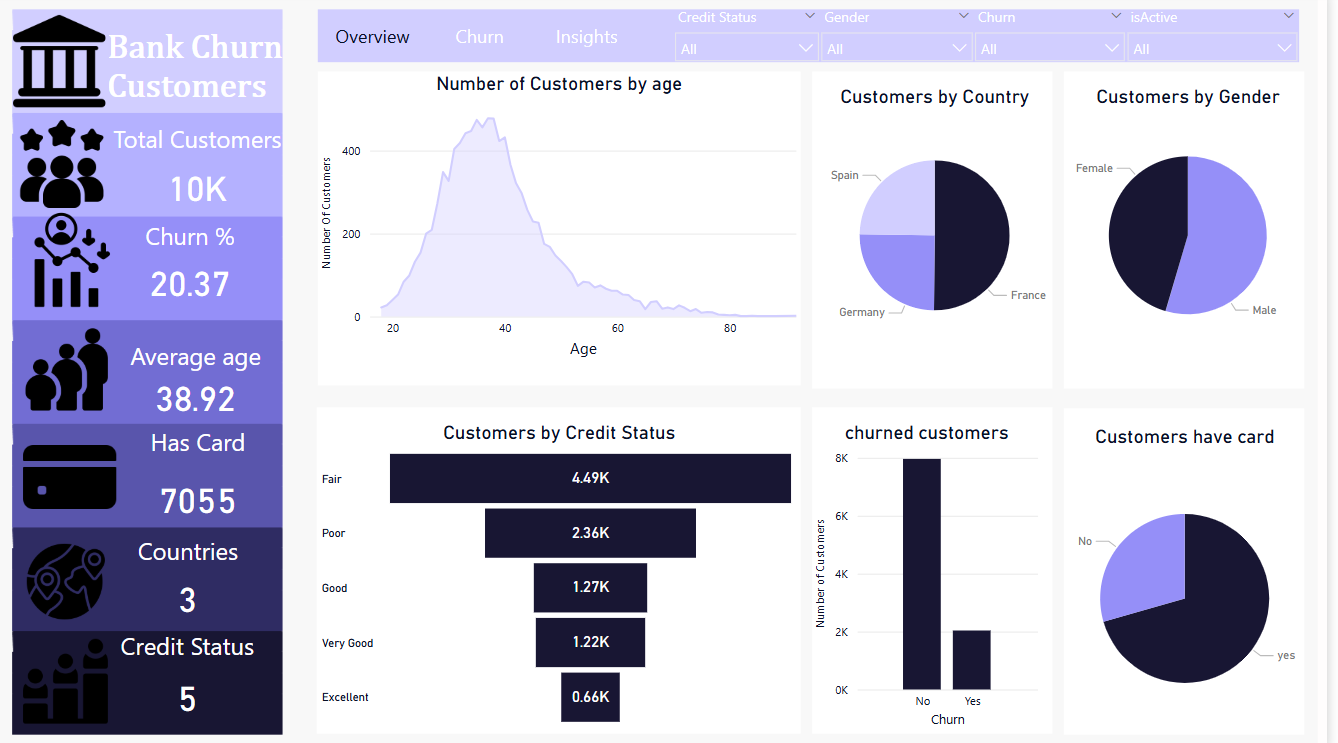 Bank Churn
Customers
Total Customers
10K
Churn %
20.37
Average age
38.92
Has Card
7055
Countries
3
Credit Status
5
Overview
Churn
Insights
Credit Status
All
Gender
All
Churn
All
isActive
All
Number of Customers by age
Number Of Customers
400
200
0
20
40
60
80
Age
Customers by Country
Spain
Germany
France
Customers by Gender
Female
Male
Customers by Credit Status
Fair
4.49K
Poor
2.36K
Good
1.27K
Very Good
1.22K
Excellent
0.66K
churned customers
Number of Customers
8K
6K
4K
2K
0K
No
Yes
Churn
Customers have card
No
yes